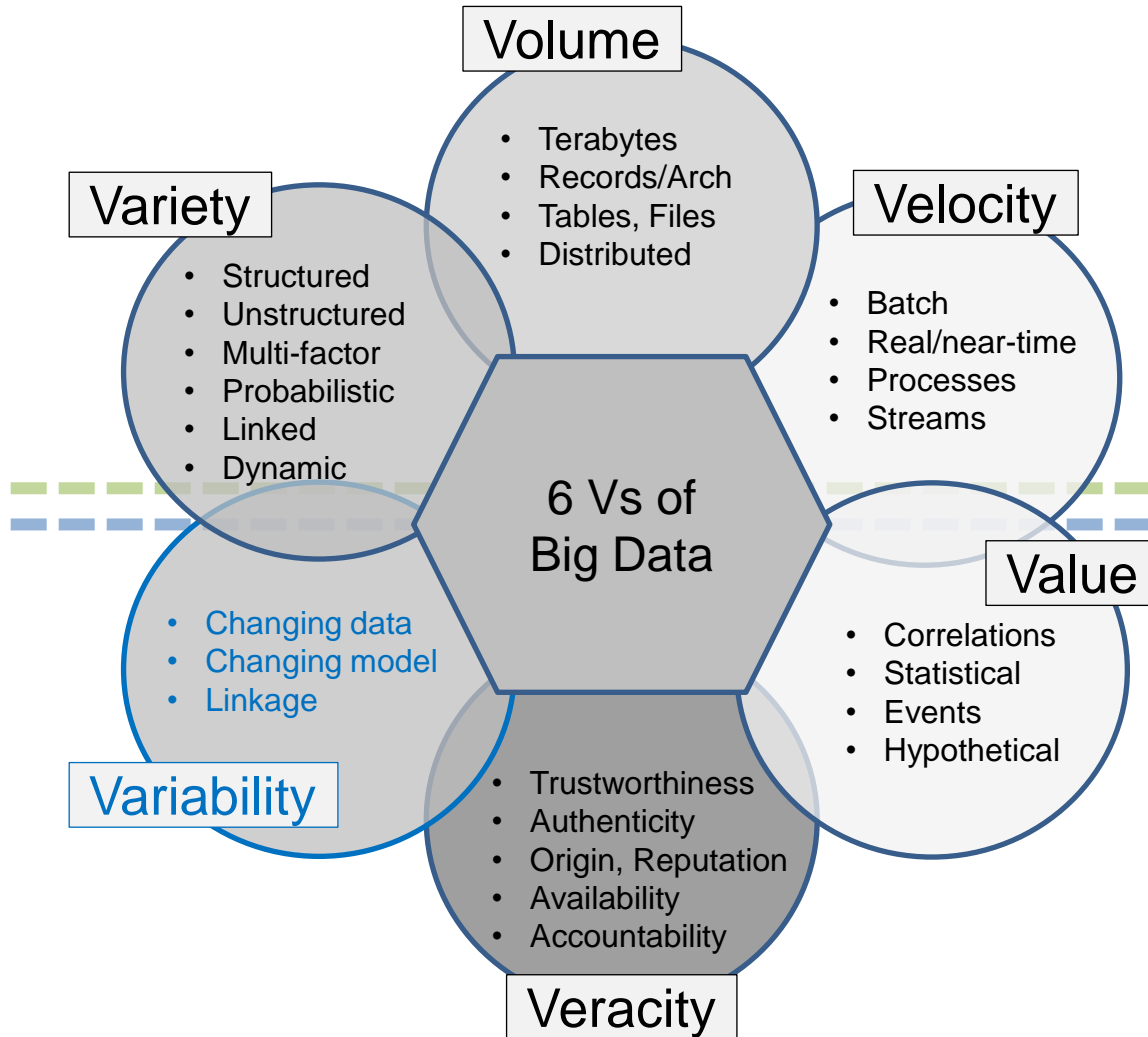 Volume
• Terabytes
• Records/Arch
• Tables, Files
• Distributed
Variety
• Structured
• Unstructured
• Multi-factor
• Probabilistic
• Linked
• Dynamic
Velocity
• Batch
• Real/near-time
• Processes
• Streams
6 Vs of
Big Data
Value
• Correlations
• Statistical
• Events
• Hypothetical
• Changing data
• Changing model
• Linkage
Variability
• Trustworthiness
• Authenticity
• Origin, Reputation
• Availability
• Accountability
Veracity